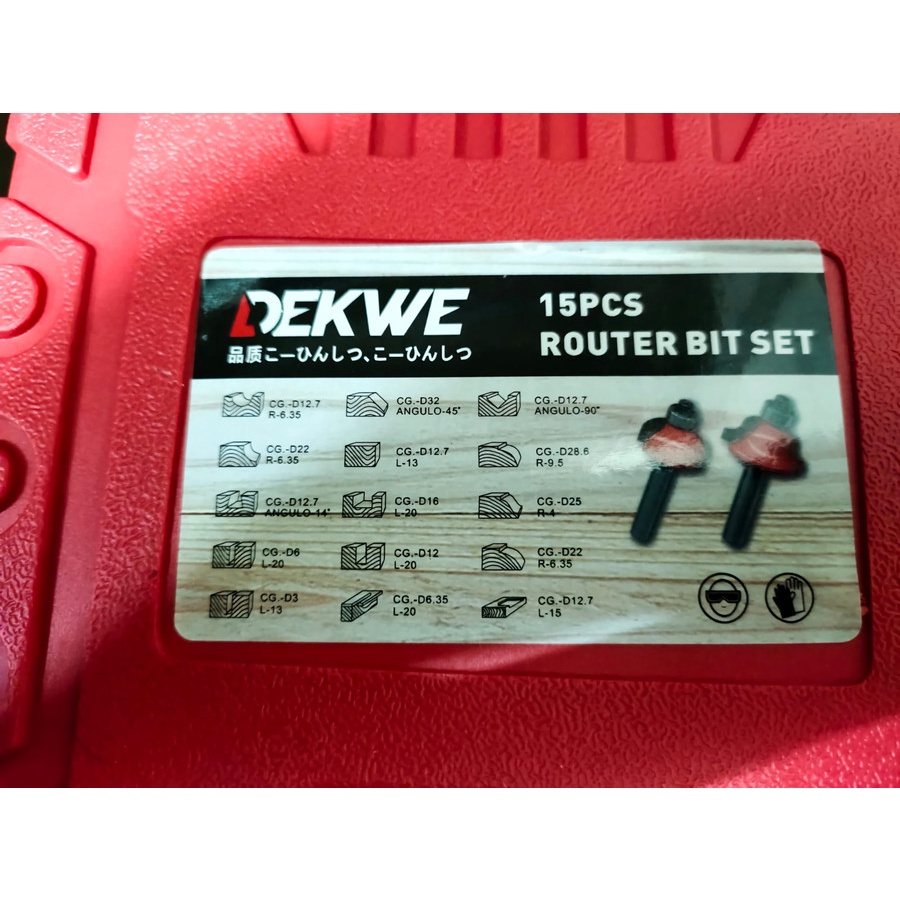 DEKWE
品质こーひんしつ、こーひんしつ
15PCS
ROUTER BIT SET
CG.-D12.7
R-6.35
CG.-D32
ANGULO-45°
CG.-D12.7
ANGULO-90°
CG.-D22
R-6.35
CG.-D12.7
L-13
CG.-D28.6
R-9.5
CG.-D12.7
ANGULO-14°
CG.-D16
L-20
CG.-D25
R-4
CG.-D6
L-20
CG.-D12
L-20
CG.-D22
R-6.35
CG.-D3
L-13
CG.-D6.35
L-20
CG.-D12.7
L-15